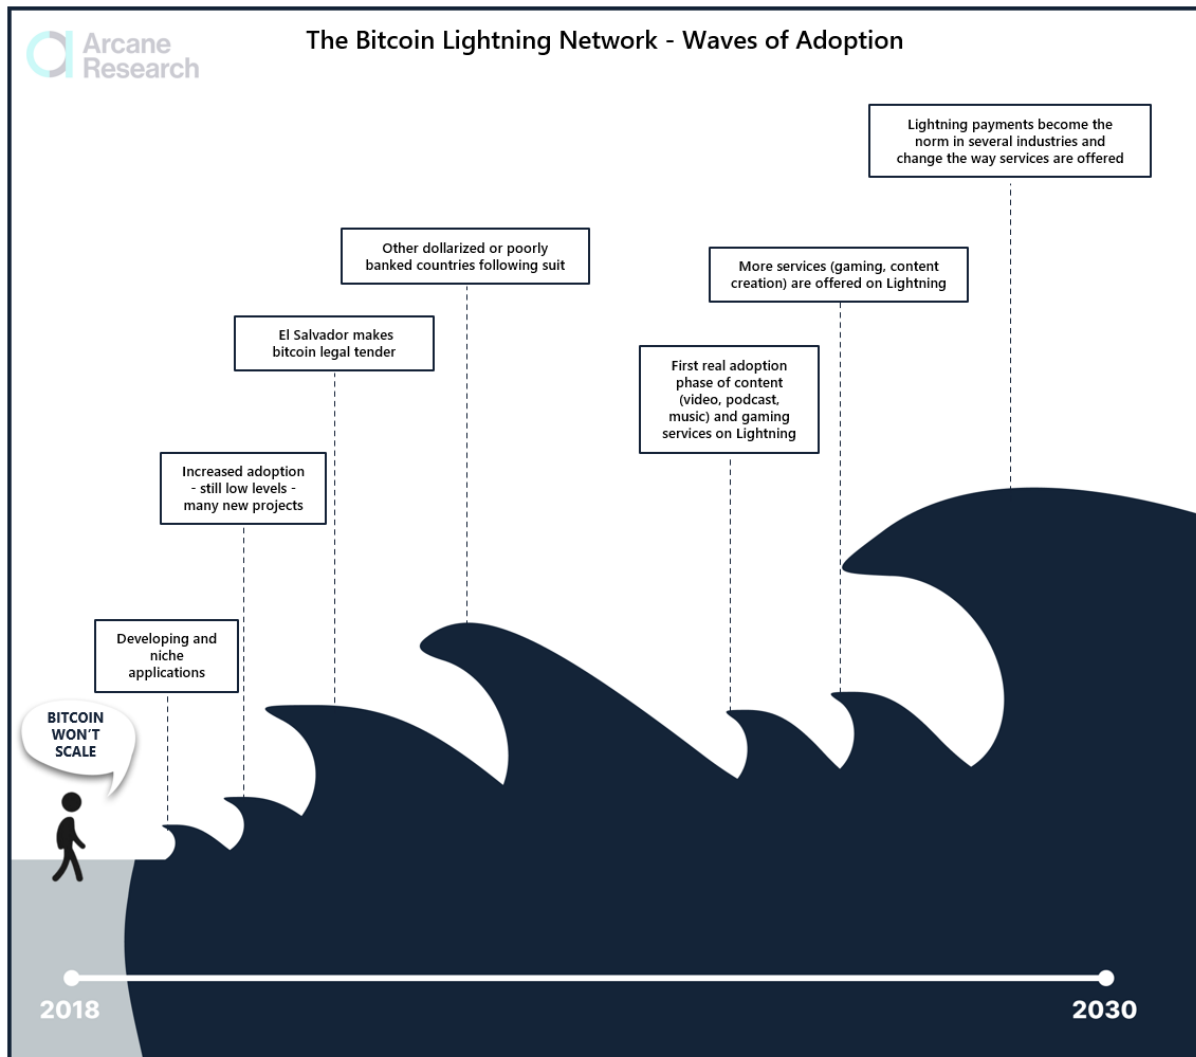 Arcane
Research
The Bitcoin Lightning Network - Waves of Adoption
Lightning payments become the
norm in several industries and
change the way services are offered
Other dollarized or poorly
banked countries following suit
More services (gaming, content
creation) are offered on Lightning
El Salvador makes
bitcoin legal tender
First real adoption
phase of content
(video, podcast,
music) and gaming
services on Lightning
Increased adoption
- still low levels -
many new projects
Developing and
niche
applications
BITCOIN
WON'T
SCALE
2018
2030